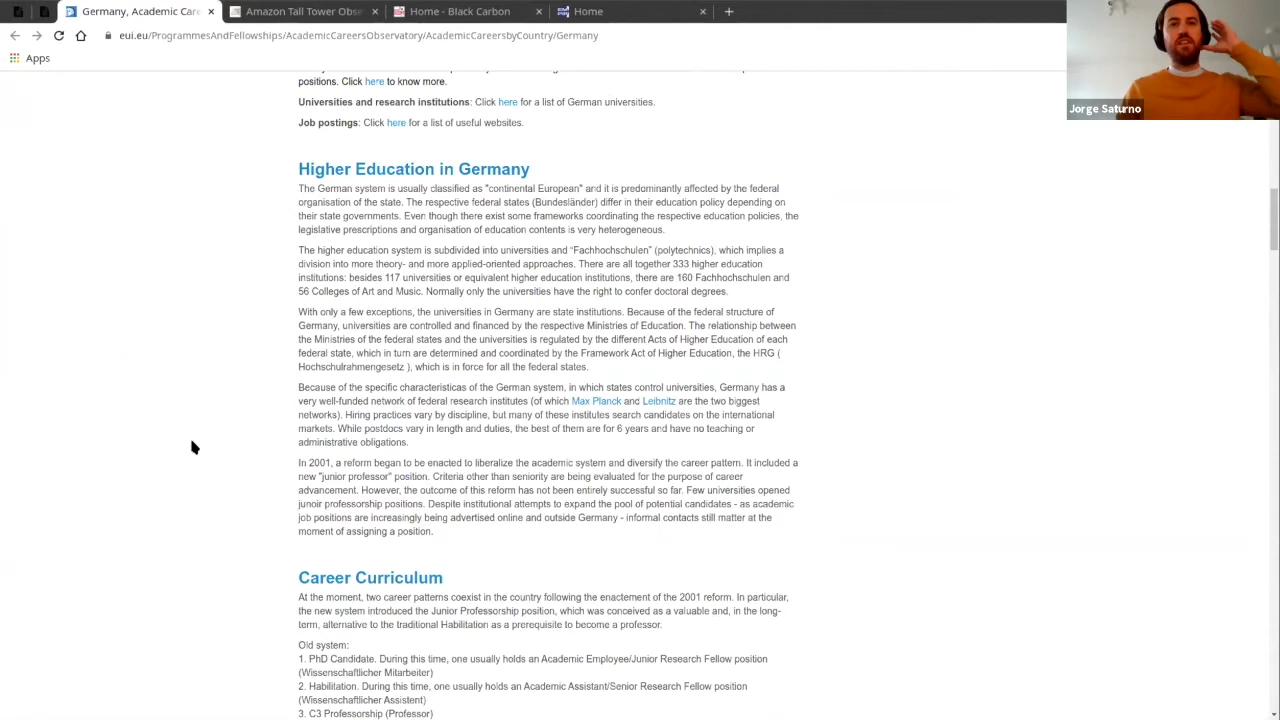 Germany, Academic Care
Amazon Tall Tower Obse
Home - Black Carbon
Home
eui.eu/ProgrammesAndFellowships/AcademicCareersObservatory/AcademicCareersbyCountry/Germany
Apps
Jorge Saturno
positions. Click here to know more.
Universities and research institutions: Click here for a list of German universities.
Job postings: Click here for a list of useful websites.
Higher Education in Germany
The German system is usually classified as "continental European" and it is predominantly affected by the federal
organisation of the state. The respective federal states (Bundesländer) differ in their education policy depending on
their state governments. Even though there exist some frameworks coordinating the respective education policies, the
legislative prescriptions and organisation of education contents is very heterogeneous.
The higher education system is subdivided into universities and “Fachhochschulen” (polytechnics), which implies a
division into more theory- and more applied-oriented approaches. There are all together 333 higher education
institutions: besides 117 universities or equivalent higher education institutions, there are 160 Fachhochschulen and
56 Colleges of Art and Music. Normally only the universities have the right to confer doctoral degrees.
With only a few exceptions, the universities in Germany are state institutions. Because of the federal structure of
Germany, universities are controlled and financed by the respective Ministries of Education. The relationship between
the Ministries of the federal states and the universities is regulated by the different Acts of Higher Education of each
federal state, which in turn are determined and coordinated by the Framework Act of Higher Education, the HRG (
Hochschulrahmengesetz ), which is in force for all the federal states.
Because of the specific characteristics of the German system, in which states control universities, Germany has a
very well-funded network of federal research institutes (of which Max Planck and Leibnitz are the two biggest
networks). Hiring practices vary by discipline, but many of these institutes search candidates on the international
markets. While postdocs vary in length and duties, the best of them are for 6 years and have no teaching or
administrative obligations.
In 2001, a reform began to be enacted to liberalize the academic system and diversify the career pattern. It included a
new "junior professor" position. Criteria other than seniority are being evaluated for the purpose of career
advancement. However, the outcome of this reform has not been entirely successful so far. Few universities opened
junoir professorship positions. Despite institutional attempts to expand the pool of potential candidates - as academic
job positions are increasingly being advertised online and outside Germany - informal contacts still matter at the
moment of assigning a position.
Career Curriculum
At the moment, two career patterns coexist in the country following the enactement of the 2001 reform. In particular,
the new system introduced the Junior Professorship position, which was conceived as a valuable and, in the long-
term, alternative to the traditional Habilitation as a prerequisite to become a professor.
Old system:
1. PhD Candidate. During this time, one usually holds an Academic Employee/Junior Research Fellow position
(Wissenschaftlicher Mitarbeiter)
2. Habilitation. During this time, one usually holds an Academic Assistant/Senior Research Fellow position
(Wissenschaftlicher Assistent)
3. C3 Professorship (Professor)